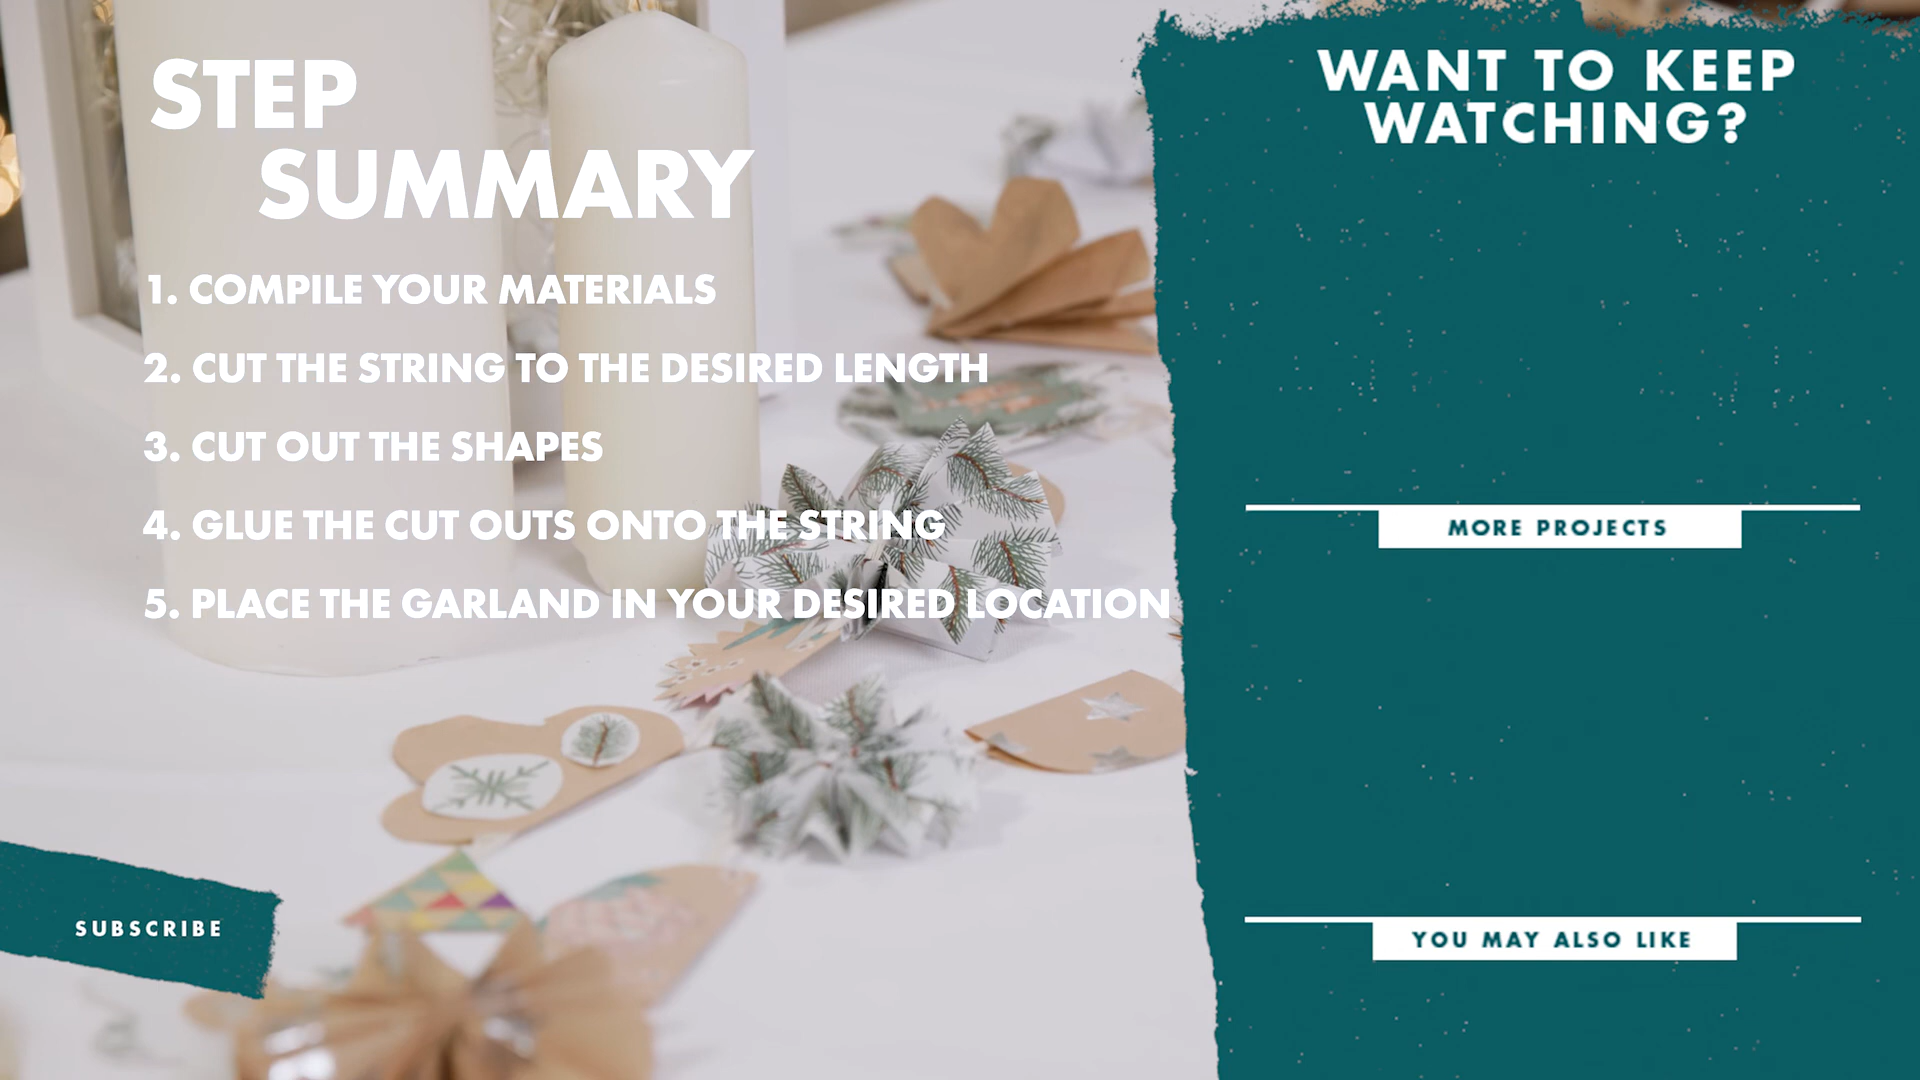 STEP
SUMMARY
1. COMPILE YOUR MATERIALS
2. CUT THE STRING TO THE DESIRED LENGTH
3. CUT OUT THE SHAPES
4. GLUE THE CUT OUTS ONTO THE STRING
5. PLACE THE GARLAND IN YOUR DESIRED LOCATION
SUBSCRIBE
WANT TO KEEP
WATCHING?
MORE PROJECTS
YOU MAY ALSO LIKE